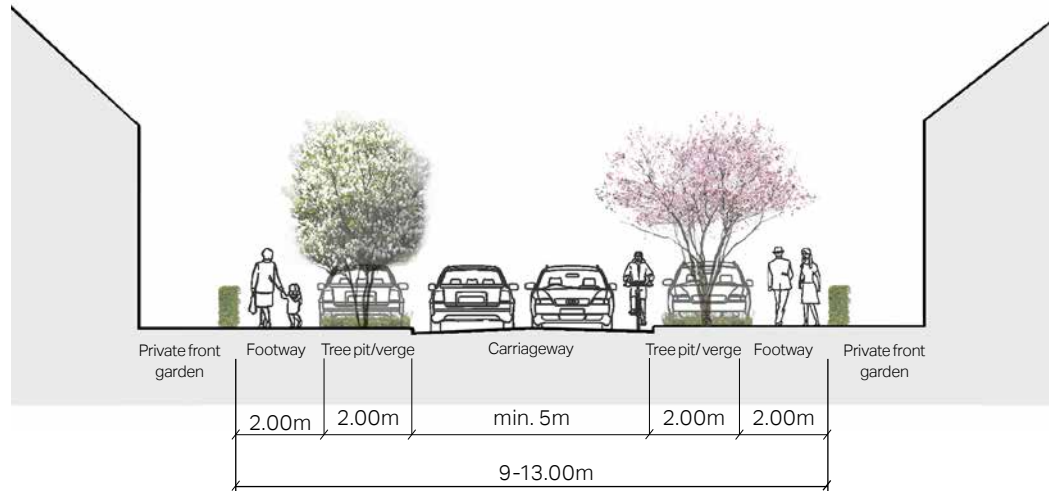 Private front
garden
Footway
Tree pit/verge
Carriageway
Tree pit/verge
Footway
Private front
garden
2.00m
2.00m
min. 5m
2.00m
2.00m
9-13.00m